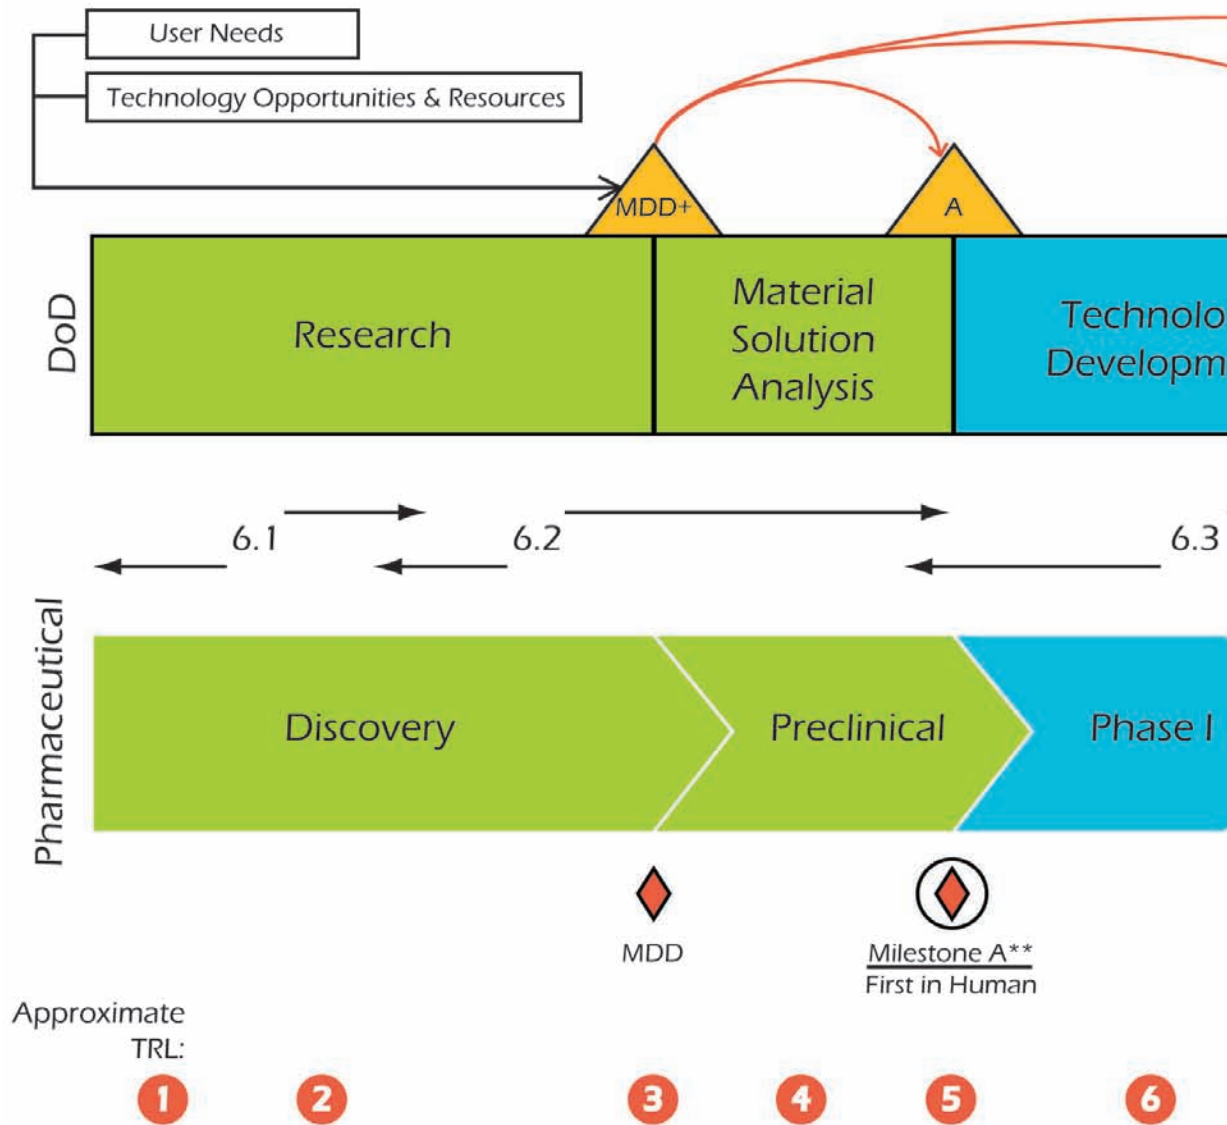 User Needs
Technology Opportunities & Resources
MDD+
A
DoD
Research
Material
Solution
Analysis
Technolo
Developm
6.1
6.2
6.3
Pharmaceutical
Discovery
Preclinical
Phase I
MDD
Milestone A**
First in Human
Approximate
TRL:
1
2
3
4
5
6